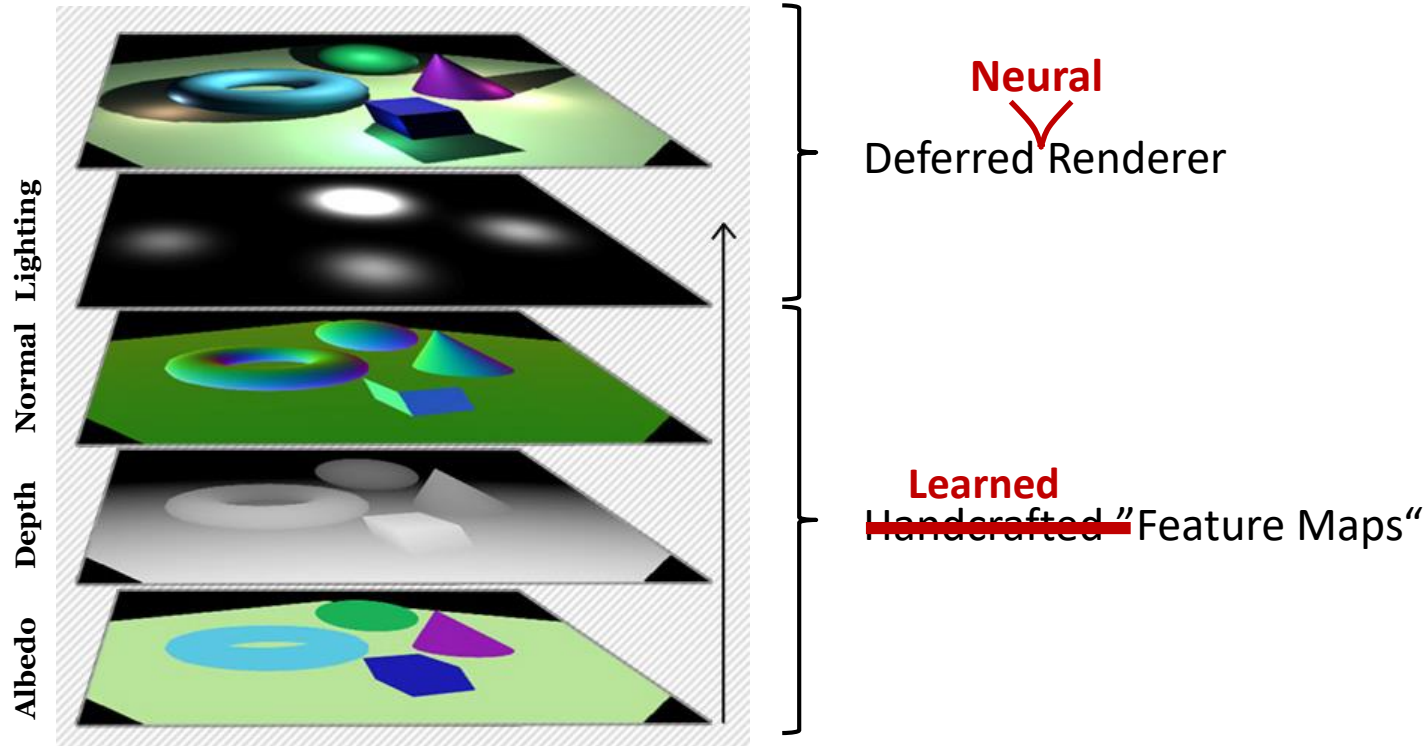 Lighting
Normal
Depth
Albedo
Neural
Deferred Renderer
Learned
Handcrafted ”Feature Maps“